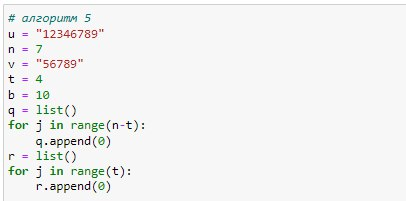 # алгоритм 5
u = "12346789"
n = 7
v = "56789"
t = 4
b = 10
q = list()
for j in range(n-t):
    q.append(0)
r = list()
for j in range(t):
    r.append(0)